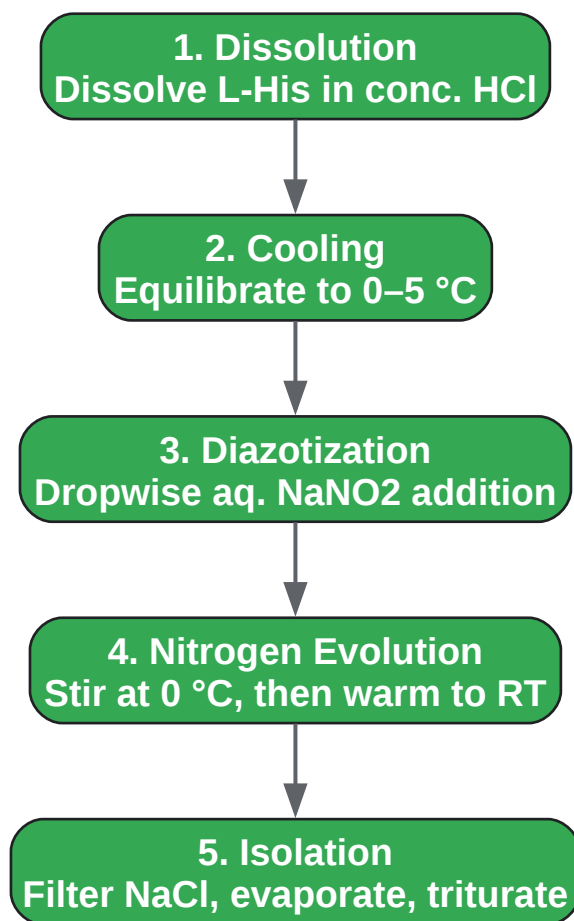 1. Dissolution
Dissolve L-His in conc. HCl
2. Cooling
Equilibrate to 0–5 °C
3. Diazotization
Dropwise aq. NaNO2 addition
4. Nitrogen Evolution
Stir at 0 °C, then warm to RT
5. Isolation
Filter NaCl, evaporate, triturate